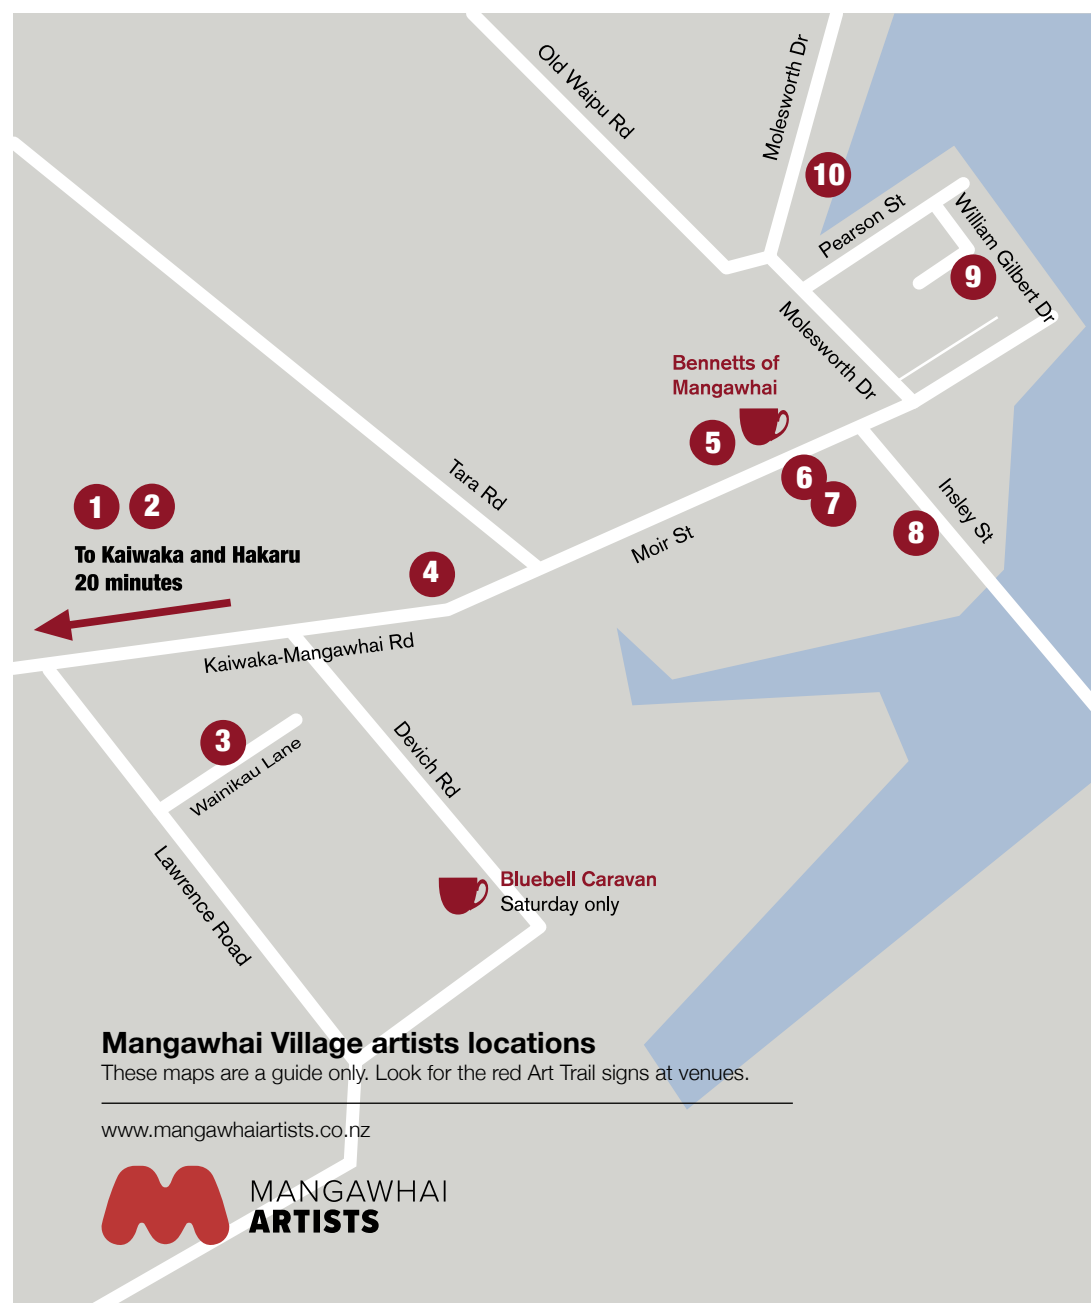 Old Waipu Rd
Molesworth Dr
10
Pearson St
William Gilbert Dr
9
Molesworth Dr
Bennetts of
Mangawhai
5
6
7
Tara Rd
Insley St
1
2
8
Moir St
To Kaiwaka and Hakaru
20 minutes
4
Kaiwaka-Mangawhai Rd
3
Wainikau Lane
Devich Rd
Lawrence Road
Bluebell Caravan
Saturday only
Mangawhai Village artists locations
These maps are a guide only. Look for the red Art Trail signs at venues.
www.mangawhaiartists.co.nz
MANGAWHAI
ARTISTS